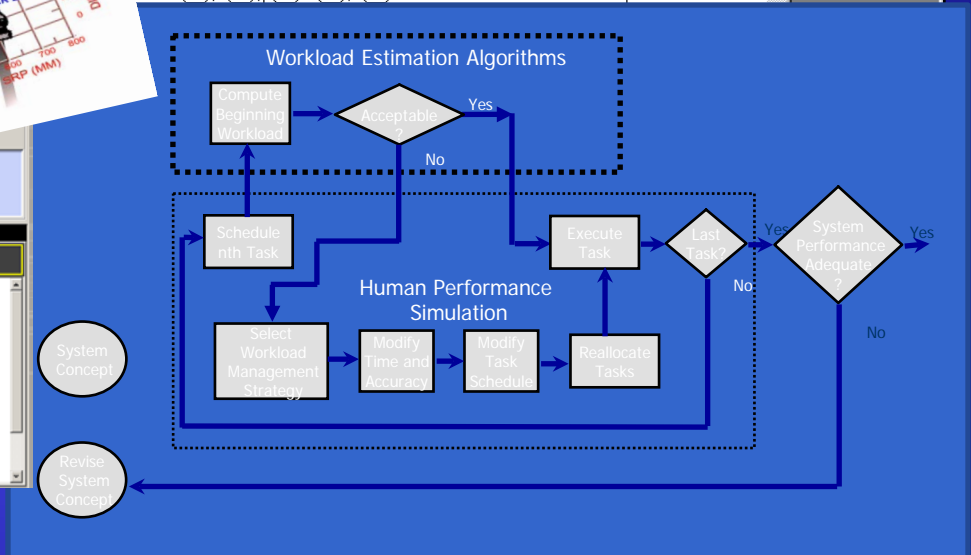 0
600
700
800
SRP (MM)
Workload Estimation Algorithms
Compute
Beginning
Workload
Acceptable
?
Yes
No
Schedule
nth Task
Execute
Task
Last
Task?
Yes
No
System
Performance
Adequate
?
Yes
No
Human Performance
Simulation
Select
Workload
Management
Strategy
Modify
Time and
Accuracy
Modify
Task
Schedule
Reallocate
Tasks
System
Concept
Revise
System
Concept